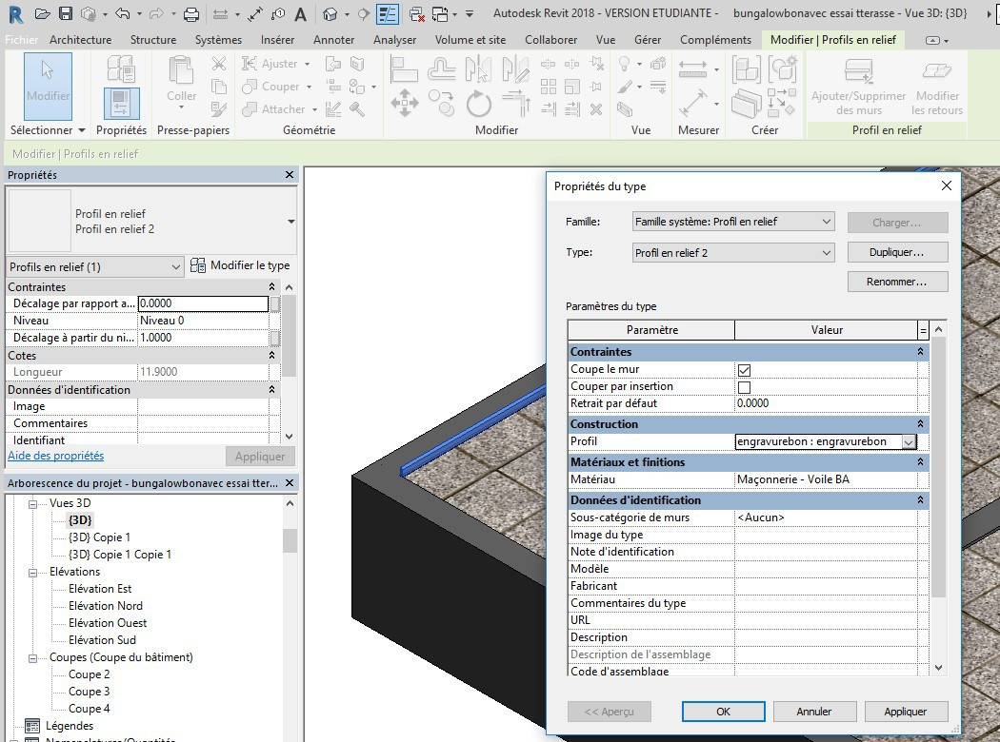 Autodesk Revit 2018 - VERSION ETUDIANTE -    bungalowbonavec essai tterasse - Vue 3D: {3D}
Fichier Architecture Structure Systèmes Insérer Annoter Analyser Volume et site Collaborer Vue Gérer Compléments Modifier | Profils en relief
Modifier
Coller
Ajuster
Couper
Attacher
Ajouter/Supprimer
des murs
Modifier
les retours
Sélectionner Propriétés Presse-papiers Géométrie Modifier Vue Mesurer Créer Profil en relief
Modifier | Profils en relief
Propriétés
Profil en relief
Profil en relief 2
Profils en relief (1) Modifier le type
Contraintes
Décalage par rapport a... 0.0000
Niveau Niveau 0
Décalage à partir du ni... 1.0000
Cotes
Longueur 11.9000
Données d'identification
Image
Commentaires
Identifiant
Aide des propriétés Appliquer
Arborescence du projet - bungalowbonavec essai tter...
Vues 3D
{3D}
{3D} Copie 1
{3D} Copie 1 Copie 1
Elévations
Elévation Est
Elévation Nord
Elévation Ouest
Elévation Sud
Coupes (Coupe du bâtiment)
Coupe 2
Coupe 3
Coupe 4
Légendes
Nomenclatures/Quantités
Propriétés du type
Famille: Famille système: Profil en relief Charger...
Type: Profil en relief 2 Dupliquer...
Renommer...
Paramètres du type
Paramètre Valeur =
Contraintes
Coupe le mur
Couper par insertion
Retrait par défaut 0.0000
Construction
Profil engravurebon : engravurebon
Matériaux et finitions
Matériau Maçonnerie - Voile BA
Données d'identification
Sous-catégorie de murs <Aucun>
Image du type
Note d'identification
Modèle
Fabricant
Commentaires du type
URL
Description
Description de l'assemblage
Code d'assemblage
<< Aperçu OK Annuler Appliquer